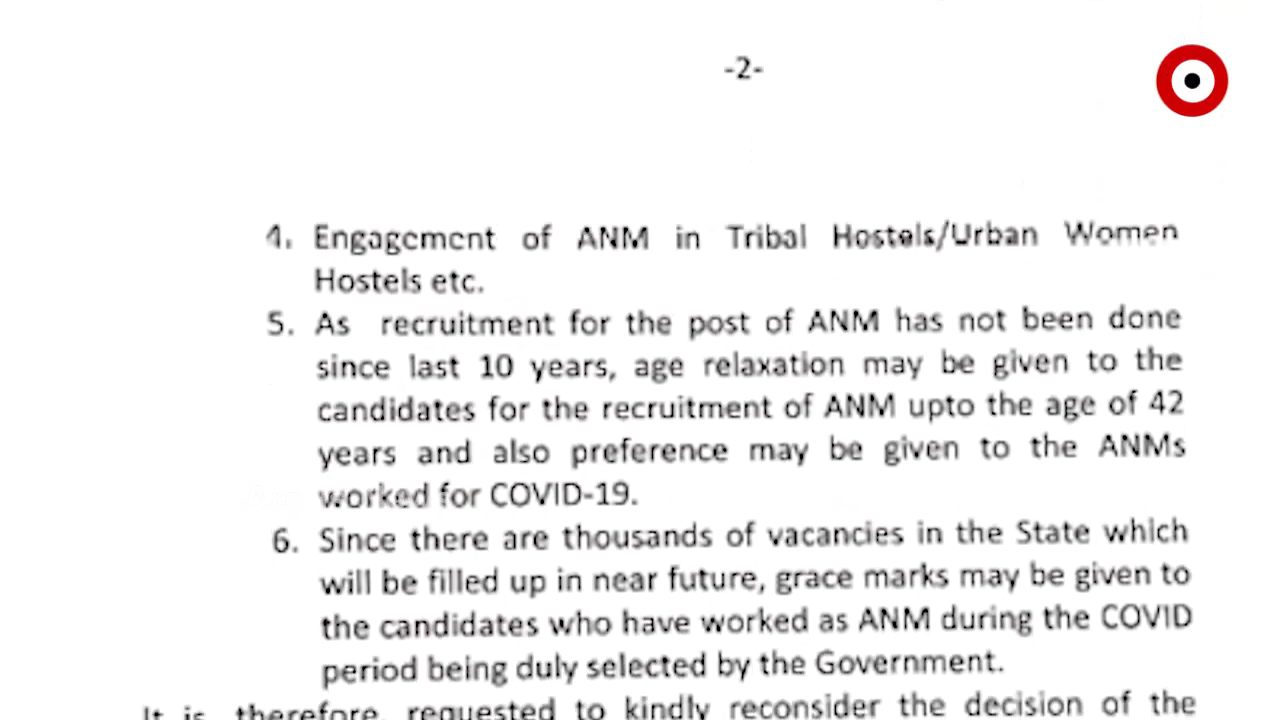 -2-
4. Engagement of ANM in Tribal Hostels/Urban Women
Hostels etc.
5. As recruitment for the post of ANM has not been done
since last 10 years, age relaxation may be given to the
candidates for the recruitment of ANM upto the age of 42
years and also preference may be given to the ANMs
worked for COVID-19.
6. Since there are thousands of vacancies in the State which
will be filled up in near future, grace marks may be given to
the candidates who have worked as ANM during the COVID
period being duly selected by the Government.
It is therefore, requested to kindly reconsider the decision of the